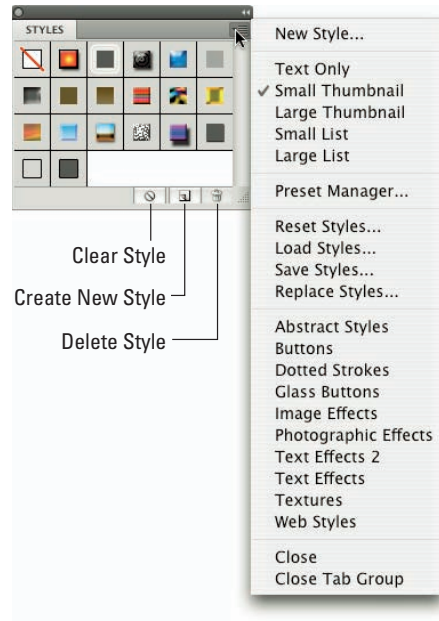 STYLES
Clear Style
Create New Style
Delete Style
New Style...
Text Only
✓ Small Thumbnail
Large Thumbnail
Small List
Large List
Preset Manager...
Reset Styles...
Load Styles...
Save Styles...
Replace Styles...
Abstract Styles
Buttons
Dotted Strokes
Glass Buttons
Image Effects
Photographic Effects
Text Effects 2
Text Effects
Textures
Web Styles
Close
Close Tab Group